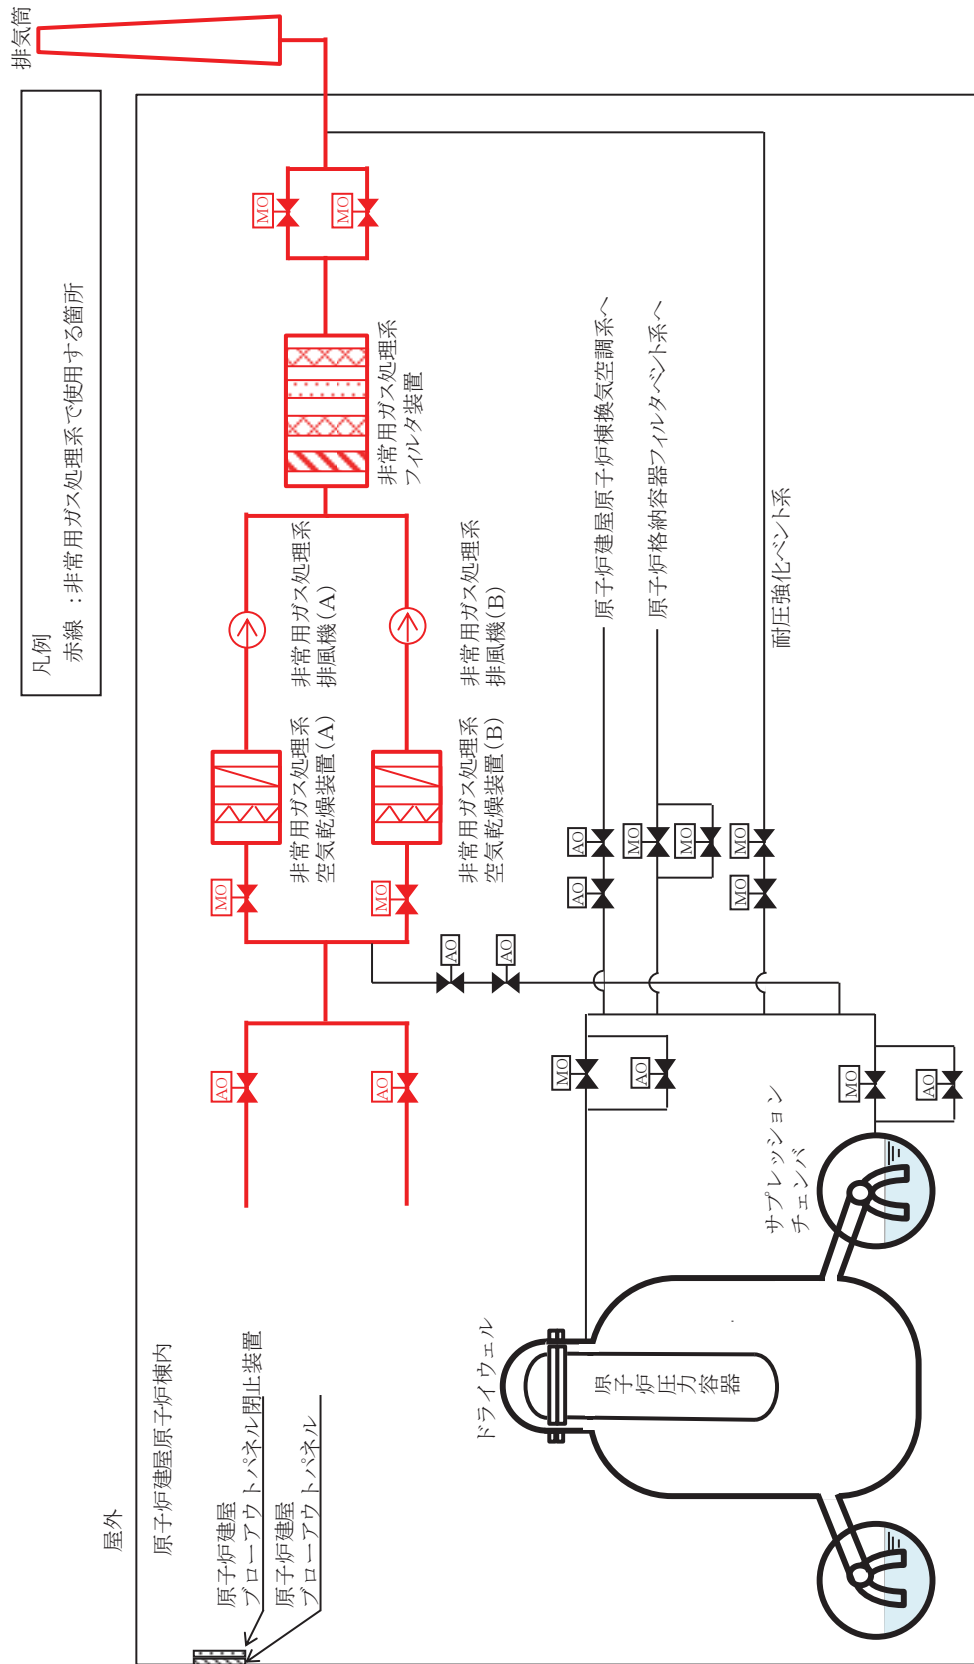 凡例
赤線 ：非常用ガス処理系で使用する箇所
排気筒
屋外
原子炉建屋原子炉棟内
原子炉建屋
ブローアウトパネル閉止装置
原子炉建屋
ブローアウトパネル
AO
AO
MO
MO
非常用ガス処理系
空気乾燥装置(A)
非常用ガス処理系
空気乾燥装置(B)
非常用ガス処理系
排風機(A)
非常用ガス処理系
排風機(B)
非常用ガス処理系
フィルタ装置
MO
MO
AO
AO
AO
AO
MO
MO
MO
MO
原子炉建屋原子炉棟換気空調系へ
原子炉格納容器フィルタベント系へ
耐圧強化ベント系
MO
AO
MO
AO
ドライウェル
原子炉圧力容器
サプレッション
チェンバ